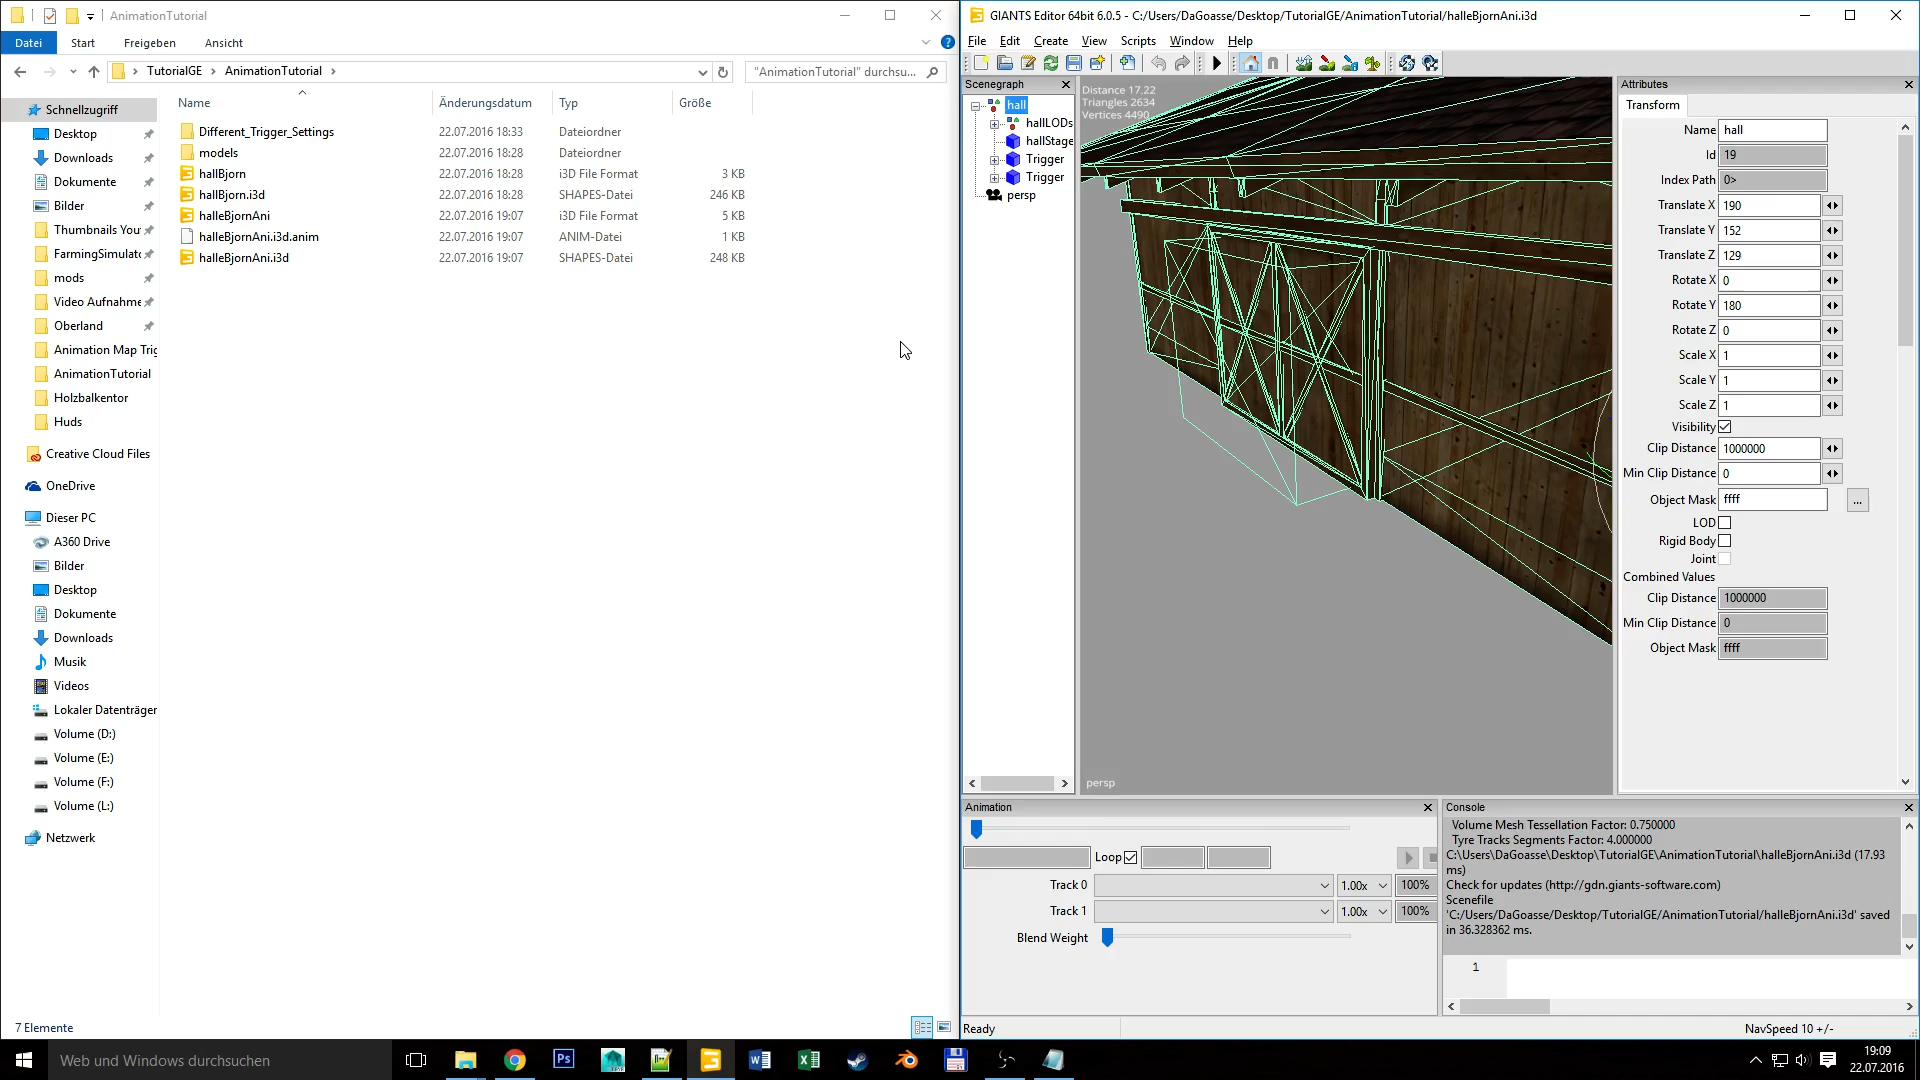 AnimationTutorial
Datei
Start
Freigeben
Ansicht
TutorialGE
AnimationTutorial
"AnimationTutorial" durchsu...
Schnellzugriff
Desktop
Downloads
Dokumente
Bilder
Thumbnails You
FarmingSimulato
mods
Video Aufnahme
Oberland
Animation Map Trig
AnimationTutorial
Holzbalkentor
Huds
Creative Cloud Files
OneDrive
Dieser PC
A360 Drive
Bilder
Desktop
Dokumente
Downloads
Musik
Videos
Lokaler Datenträger
Volume (D:)
Volume (E:)
Volume (F:)
Volume (L:)
Netzwerk
Name Änderungsdatum Typ Größe
Different_Trigger_Settings 22.07.2016 18:33 Dateiordner
models 22.07.2016 18:28 Dateiordner
hallBjorn 22.07.2016 18:28 i3D File Format 3 KB
hallBjorn.i3d 22.07.2016 18:28 SHAPES-Datei 246 KB
halleBjornAni 22.07.2016 19:07 i3D File Format 5 KB
halleBjornAni.i3d.anim 22.07.2016 19:07 ANIM-Datei 1 KB
halleBjornAni.i3d 22.07.2016 19:07 SHAPES-Datei 248 KB
7 Elemente
GIANTS Editor 64bit 6.0.5 - C:/Users/DaGoasse/Desktop/TutorialGE/AnimationTutorial/halleBjornAni.i3d
File Edit Create View Scripts Window Help
Scenegraph
hall
hallLODs
hallStage
Trigger
Trigger
persp
Distance 17.22
Triangles 2634
Vertices 4490
persp
Attributes
Transform
Name hall
Id 19
Index Path 0>
Translate X 190
Translate Y 152
Translate Z 129
Rotate X 0
Rotate Y 180
Rotate Z 0
Scale X 1
Scale Y 1
Scale Z 1
Visibility
Clip Distance 1000000
Min Clip Distance 0
Object Mask ffff ...
LOD
Rigid Body
Joint
Combined Values
Clip Distance 1000000
Min Clip Distance 0
Object Mask ffff
Animation
Loop
Track 0 1.00x 100%
Track 1 1.00x 100%
Blend Weight
Console
Volume Mesh Tessellation Factor: 0.750000
Tyre Tracks Segments Factor: 4.000000
C:\Users\DaGoasse\Desktop\TutorialGE\AnimationTutorial\halleBjornAni.i3d (17.93
ms)
Check for updates (http://gdn.giants-software.com)
Scenefile
'C:/Users/DaGoasse/Desktop/TutorialGE/AnimationTutorial/halleBjornAni.i3d' saved
in 36.328362 ms.
1
Ready
NavSpeed 10 +/-
Web und Windows durchsuchen
Ps
19:09
22.07.2016